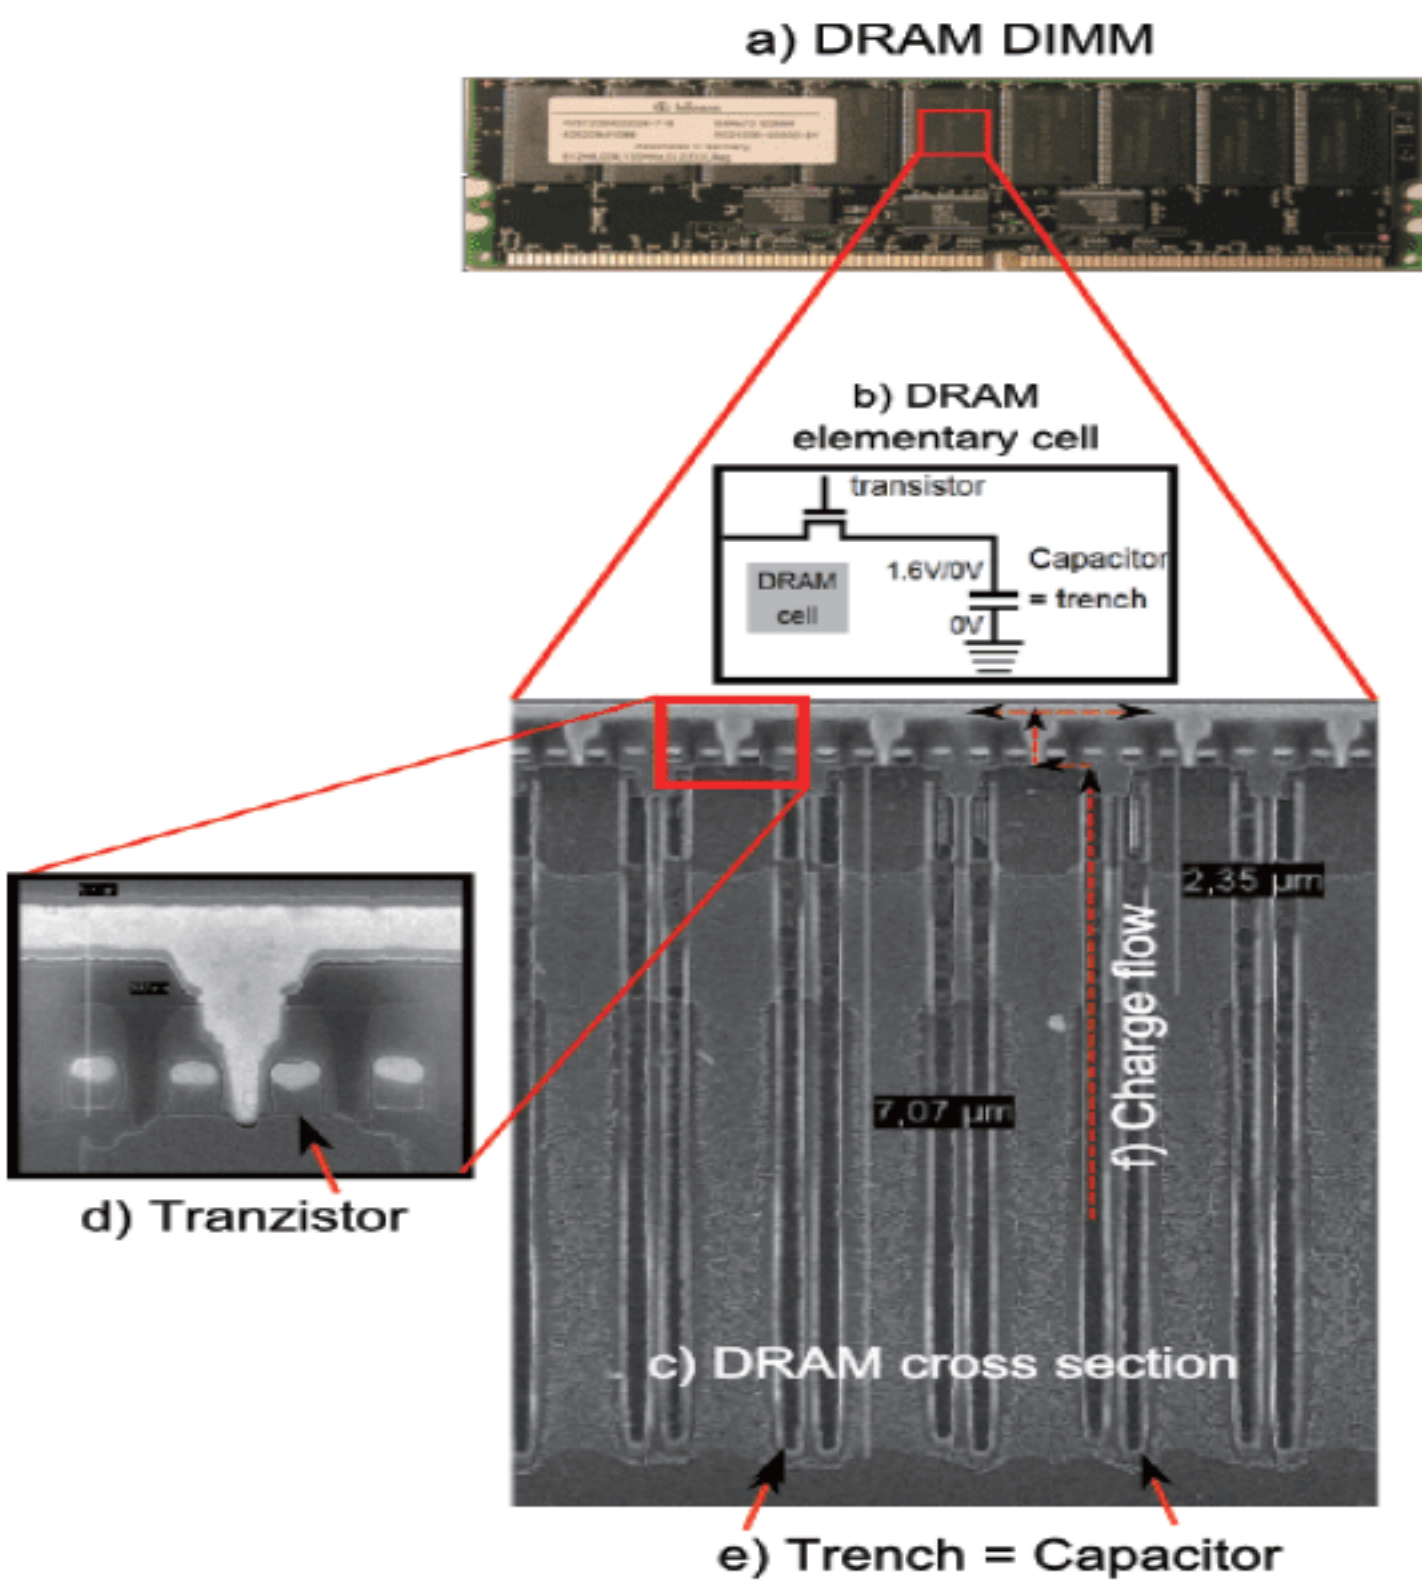 a) DRAM DIMM
Infineon
b) DRAM
elementary cell
transistor
Capacitor
= trench
1.6V/0V
DRAM
cell
0V
2,35 µm
f) Charge flow
7,07 µm
d) Tranzistor
c) DRAM cross section
e) Trench = Capacitor